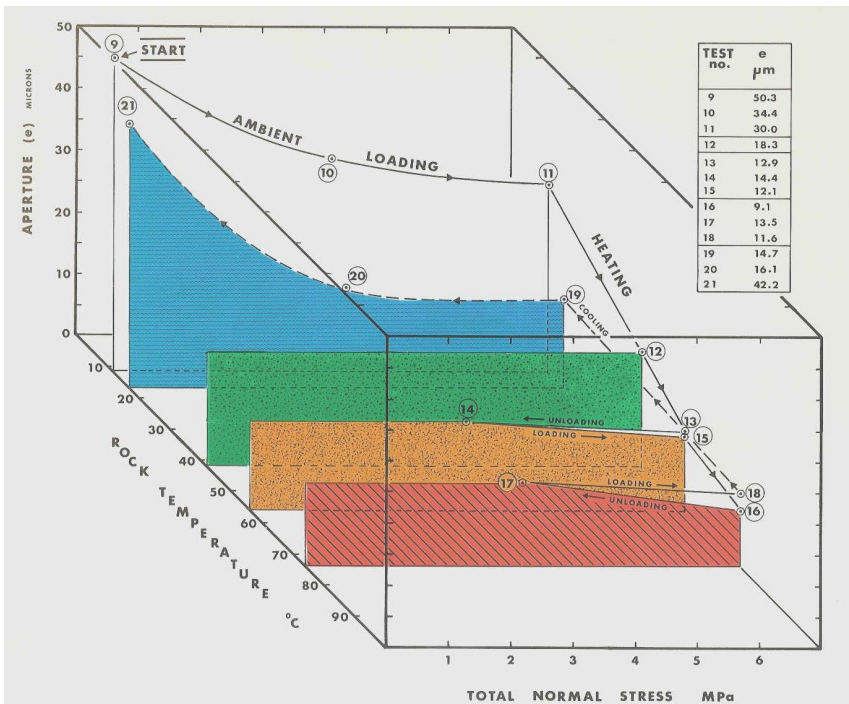 50
40
30
20
10
0
APERTURE (e) MICRONS
9
START
21
AMBIENT
LOADING
10
11
HEATING
20
19
COOLING
12
14
UNLOADING
LOADING
13
15
17
LOADING
UNLOADING
18
16
TEST no. e µm
9 50.3
10 34.4
11 30.0
12 18.3
13 12.9
14 14.4
15 12.1
16 9.1
17 13.5
18 11.6
19 14.7
20 16.1
21 42.2
10
20
30
40
50
60
70
80
90
ROCK TEMPERATURE °C
1 2 3 4 5 6
TOTAL NORMAL STRESS MPa